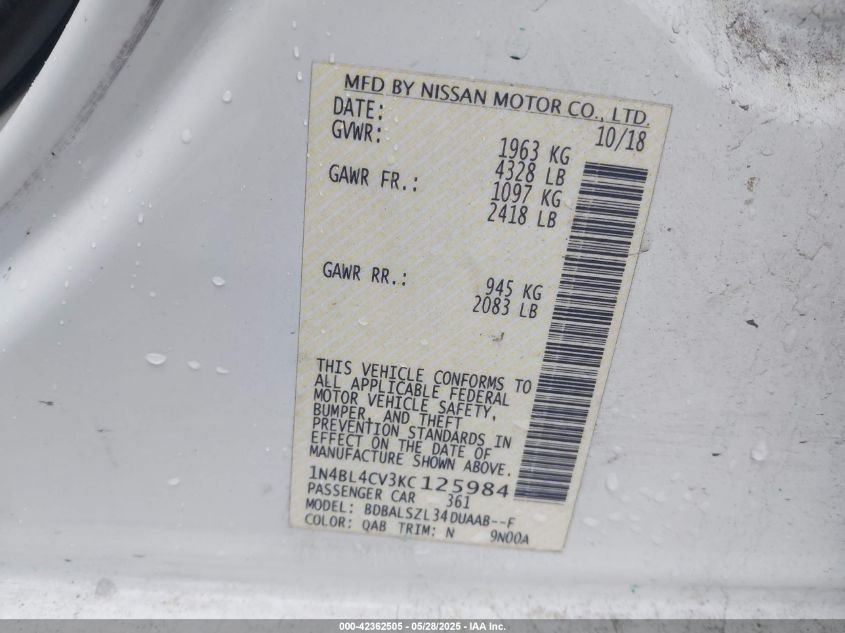 MFD BY NISSAN MOTOR CO., LTD.
DATE: 10/18
GVWR: 1963 KG
4328 LB
GAWR FR.: 1097 KG
2418 LB
GAWR RR.: 945 KG
2083 LB
THIS VEHICLE CONFORMS TO
ALL APPLICABLE FEDERAL
MOTOR VEHICLE SAFETY,
BUMPER, AND THEFT
PREVENTION STANDARDS IN
EFFECT ON THE DATE OF
MANUFACTURE SHOWN ABOVE.
1N4BL4CV3KC125984
PASSENGER CAR 361
MODEL: BDBALSZL34DUAAB--F
COLOR: QAB TRIM: N 9N00A
000-42362505 - 05/28/2025 - IAA Inc.